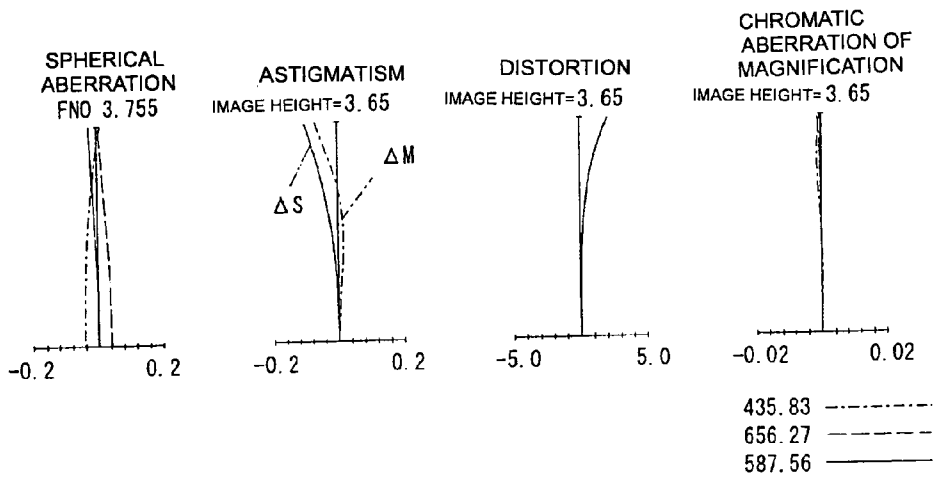 SPHERICAL
ABERRATION
FNO 3.755
-0.2
0.2
ASTIGMATISM
IMAGE HEIGHT=3.65
ΔM
ΔS
-0.2
0.2
DISTORTION
IMAGE HEIGHT=3.65
-5.0
5.0
CHROMATIC
ABERRATION OF
MAGNIFICATION
IMAGE HEIGHT=3.65
-0.02
0.02
435.83
656.27
587.56